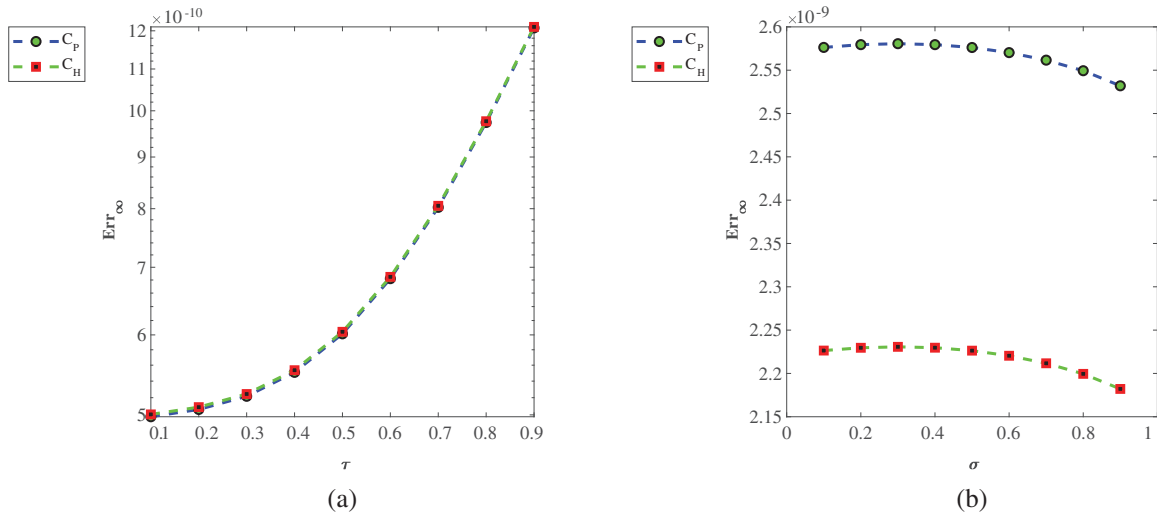 ×10⁻¹⁰
C_P
C_H
12
10
9
8
7
6
5
Err_∞
0.1 0.2 0.3 0.4 0.5 0.6 0.7 0.8 0.9
τ
(a)
×10⁻⁹
C_P
C_H
2.6
2.55
2.5
2.45
2.4
2.35
2.3
2.25
2.2
2.15
Err_∞
0 0.2 0.4 0.6 0.8 1
σ
(b)